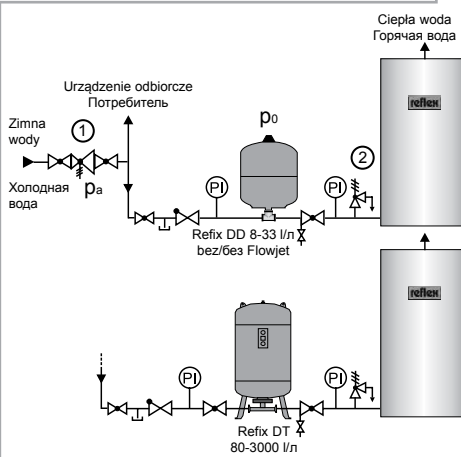 Ciepła woda
Горячая вода
Urządzenie odbiorcze
Потребитель
reflex
Zimna
wody
1
p0
2
Холодная
вода
pa
PI
PI
Refix DD 8-33 l/л
bez/без Flowjet
reflex
PI
PI
Refix DT
80-3000 l/л